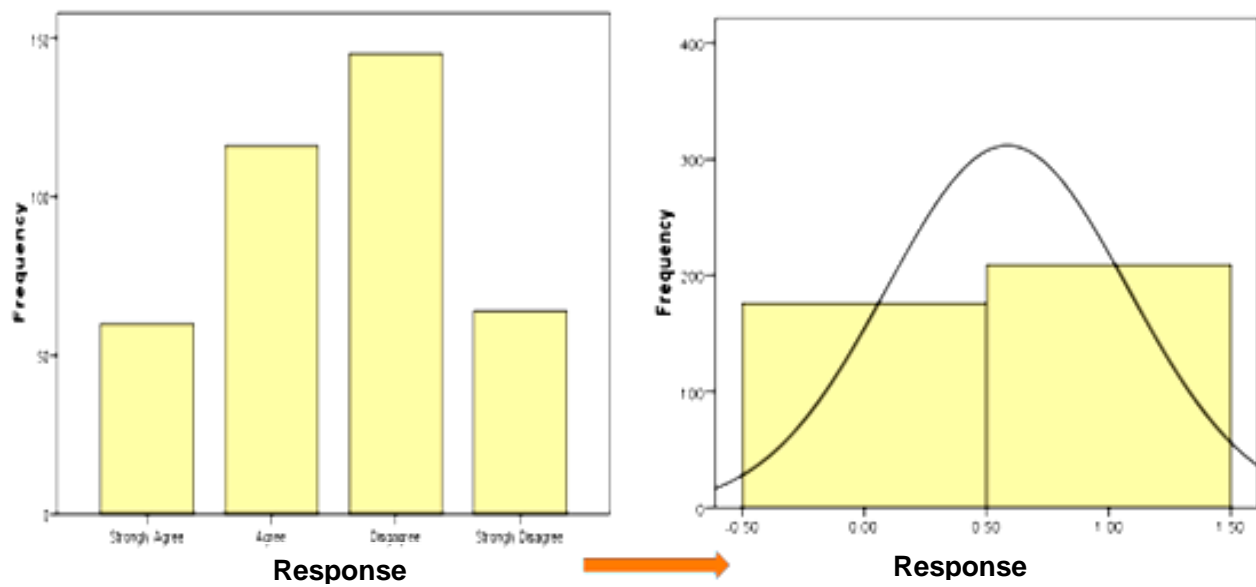 150
100
50
0
Frequency
Strongly Agree
Agree
Disagree
Strongly Disagree
Response
400
300
200
100
0
Frequency
-0.50
0.00
0.50
1.00
1.50
Response